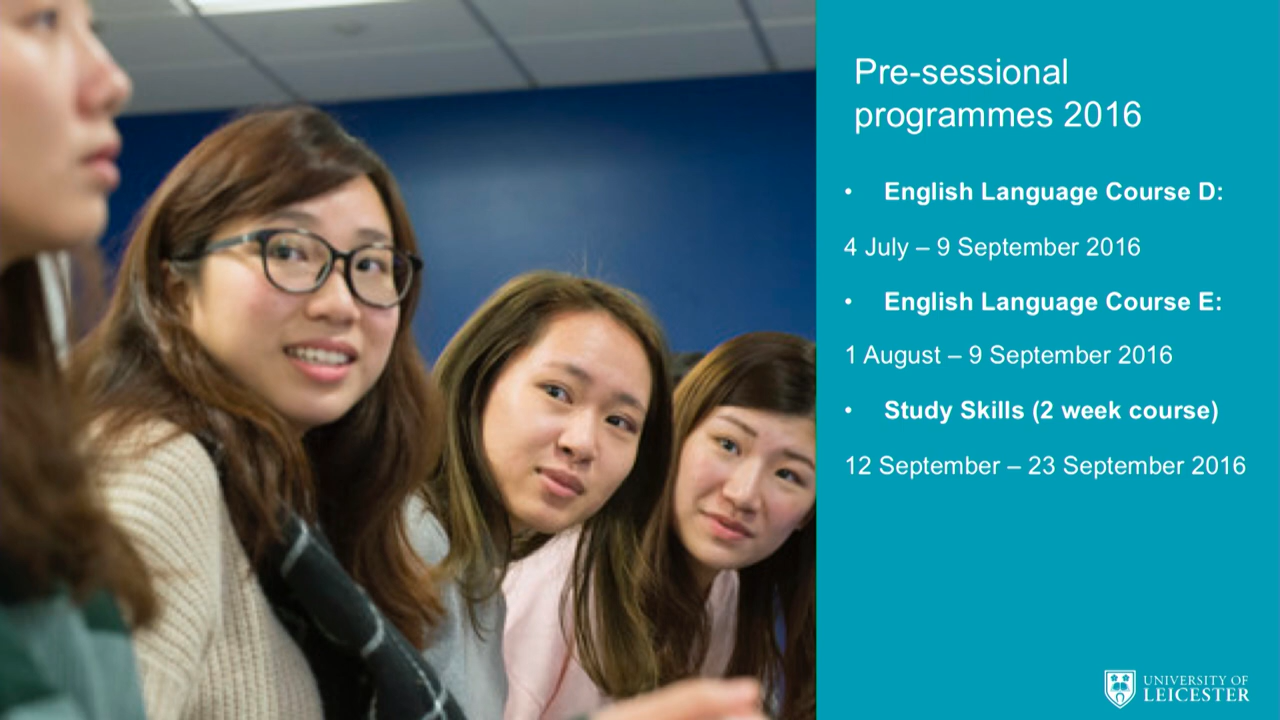 Pre-sessional
programmes 2016
• English Language Course D:
4 July – 9 September 2016
• English Language Course E:
1 August – 9 September 2016
• Study Skills (2 week course)
12 September – 23 September 2016
UNIVERSITY OF
LEICESTER